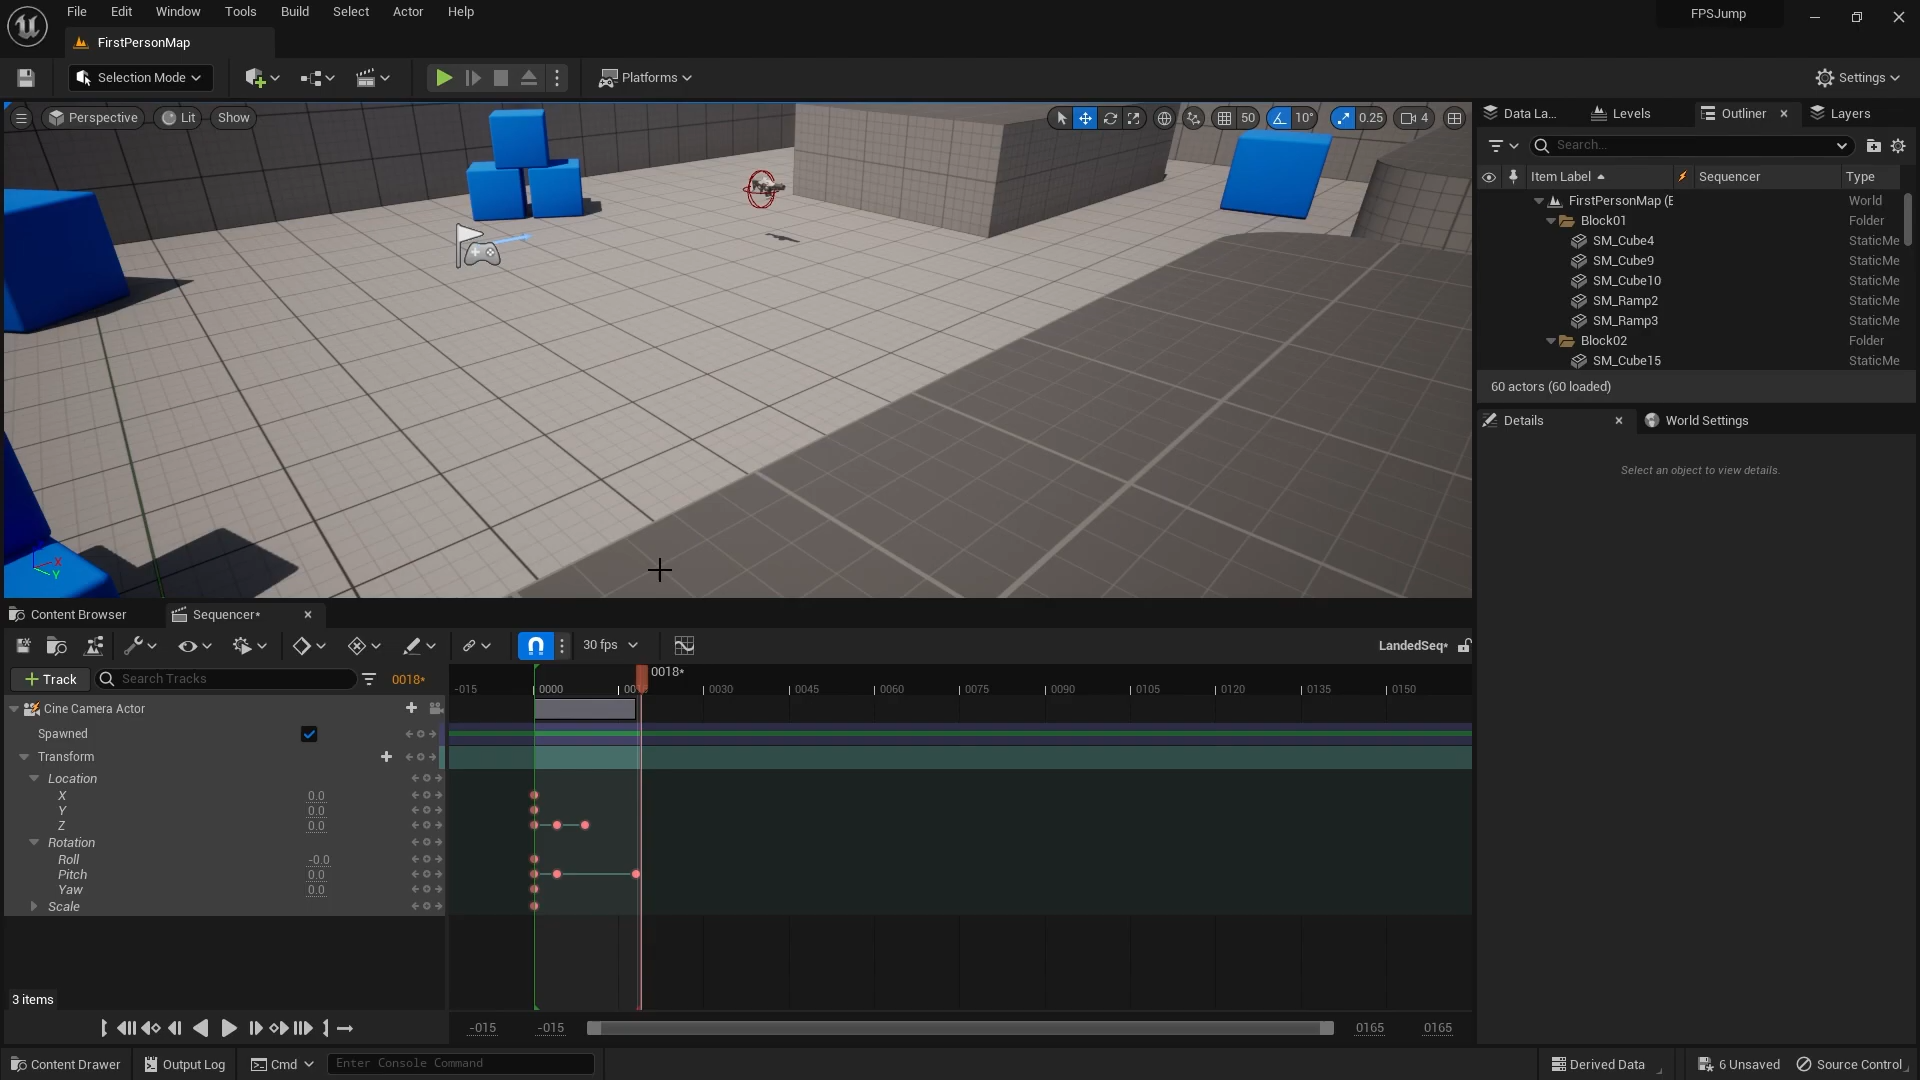 File Edit Window Tools Build Select Actor Help
FPSJump
FirstPersonMap
Selection Mode
Platforms
Settings
Perspective Lit Show
50 10° 0.25 4
Data La... Levels Outliner Layers
Search...
Item Label Sequencer Type
FirstPersonMap (E World
Block01 Folder
SM_Cube4 StaticMe
SM_Cube9 StaticMe
SM_Cube10 StaticMe
SM_Ramp2 StaticMe
SM_Ramp3 StaticMe
Block02 Folder
SM_Cube15 StaticMe
60 actors (60 loaded)
Details World Settings
Select an object to view details.
X
Y
Content Browser Sequencer*
30 fps
LandedSeq*
Track
Search Tracks
0018*
0018*
-015 0000 0030 0045 0060 0075 0090 0105 0120 0135 0150
Cine Camera Actor
Spawned
Transform
Location
X 0.0
Y 0.0
Z 0.0
Rotation
Roll -0.0
Pitch 0.0
Yaw 0.0
Scale
3 items
-015 -015 0165 0165
Content Drawer Output Log Cmd Enter Console Command
Derived Data 6 Unsaved Source Control